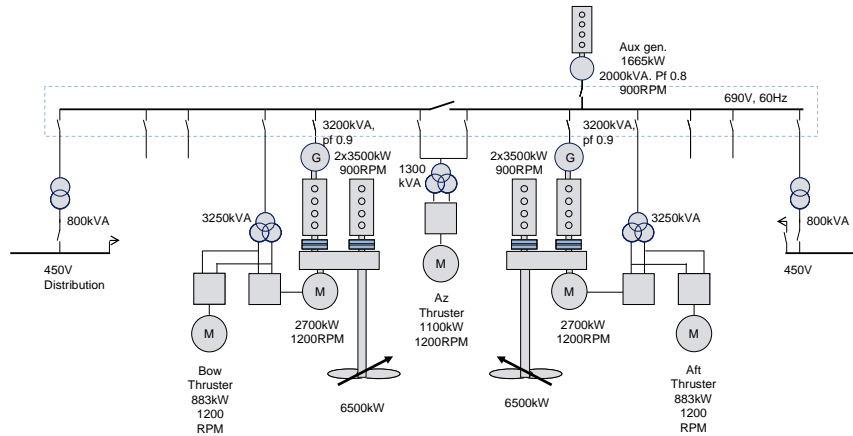 Aux gen.
1665kW
2000kVA. Pf 0.8
900RPM
690V, 60Hz
3200kVA,
pf 0.9
G
2x3500kW
900RPM
1300
kVA
2x3500kW
900RPM
3200kVA,
pf 0.9
G
800kVA
3250kVA
3250kVA
800kVA
450V
Distribution
450V
M
M
M
M
M
2700kW
1200RPM
Az
Thruster
1100kW
1200RPM
2700kW
1200RPM
Bow
Thruster
883kW
1200
RPM
6500kW
6500kW
Aft
Thruster
883kW
1200
RPM